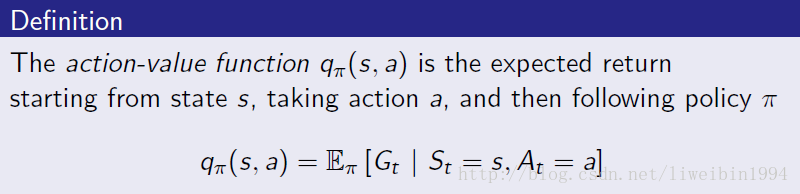 Definition
The action-value function qπ(s, a) is the expected return
starting from state s, taking action a, and then following policy π
qπ(s, a) = 𝔼π [Gt | St = s, At = a]
http://blog.csdn.net/liweibin1994